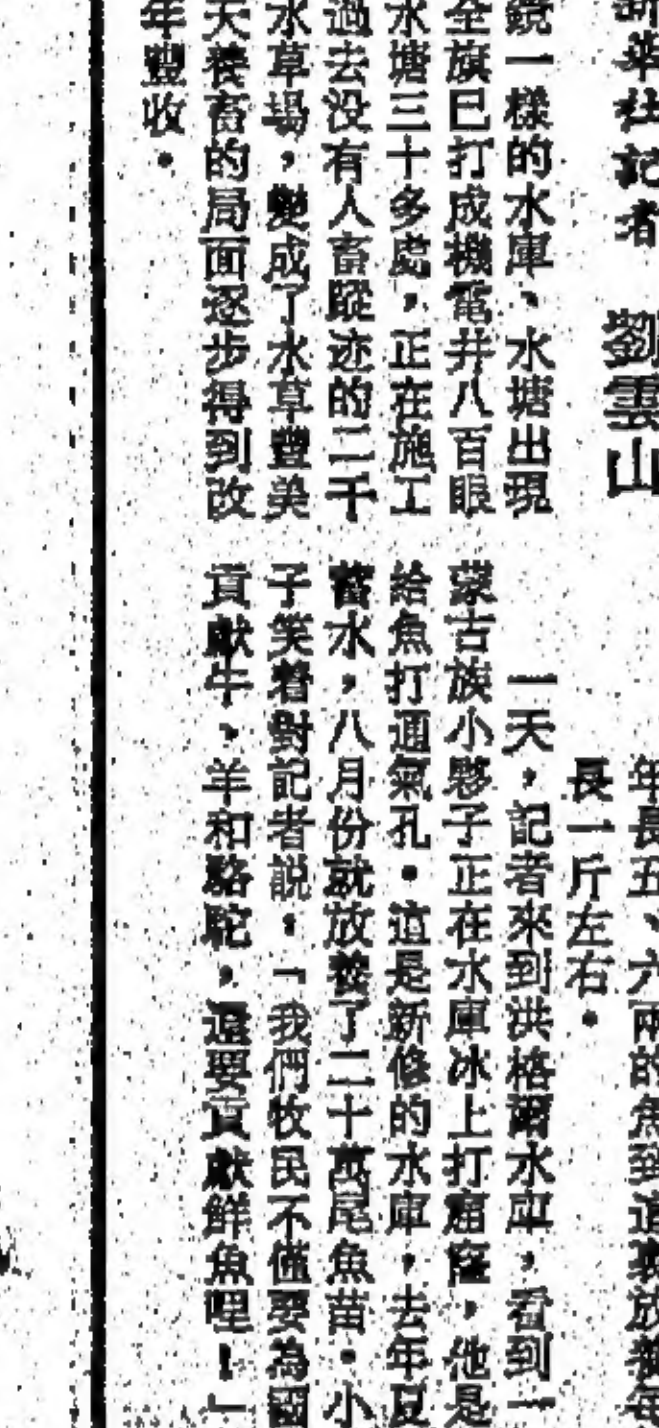 新華社記者 劉雲山
鏡一樣的水庫、水塘出現
全旗已打成機電井八百眼
水塘三十多處，正在施工
過去没有人畜蹤迹的二千
水草場，變成了水草豐美
天養畜的局面逐步得到改
年豐收。
年長五、六兩的魚到這裏放養年
長一斤左右。
一天，記者來到洪格爾水庫，看到一
蒙古族小夥子正在水庫冰上打窟窿，他是
給魚打通氣孔。這是新修的水庫，去年夏
蓄水，八月份就放養了二十萬尾魚苗。小
子笑着對記者説：「我們牧民不僅要為國
貢獻牛、羊和駱駝，還要貢獻鮮魚哩！」